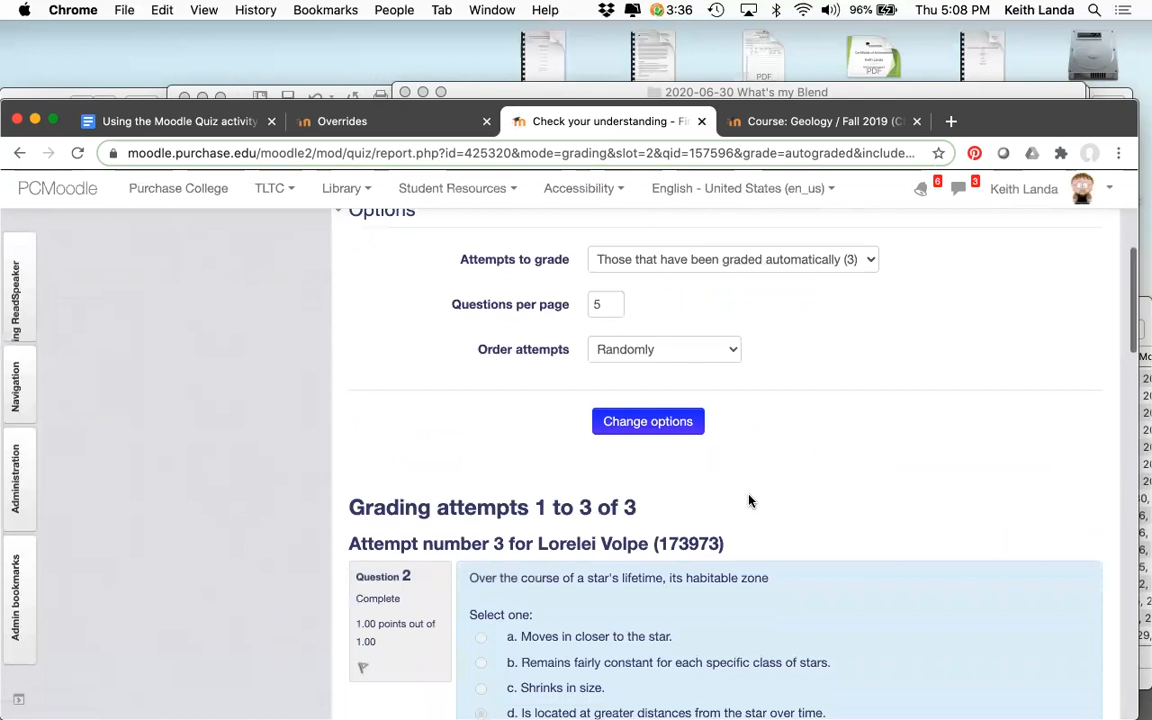 Chrome File Edit View History Bookmarks People Tab Window Help 3:36 96% Thu 5:08 PM Keith Landa
PDF
PDF
2020-06-30 What's my Blend
Using the Moodle Quiz activity
Overrides
Check your understanding - Fi
Course: Geology / Fall 2019 (C
moodle.purchase.edu/moodle2/mod/quiz/report.php?id=425320&mode=grading&slot=2&qid=157596&grade=autograded&include...
PCMoodle Purchase College TLTC Library Student Resources Accessibility English - United States (en_us) 6 3 Keith Landa
Options
ing ReadSpeaker
Navigation
Administration
Admin bookmarks
Attempts to grade Those that have been graded automatically (3)
Questions per page 5
Order attempts Randomly
Change options
Grading attempts 1 to 3 of 3
Attempt number 3 for Lorelei Volpe (173973)
Question 2
Complete
1.00 points out of
1.00
Over the course of a star's lifetime, its habitable zone
Select one:
a. Moves in closer to the star.
b. Remains fairly constant for each specific class of stars.
c. Shrinks in size.
d. Is located at greater distances from the star over time.